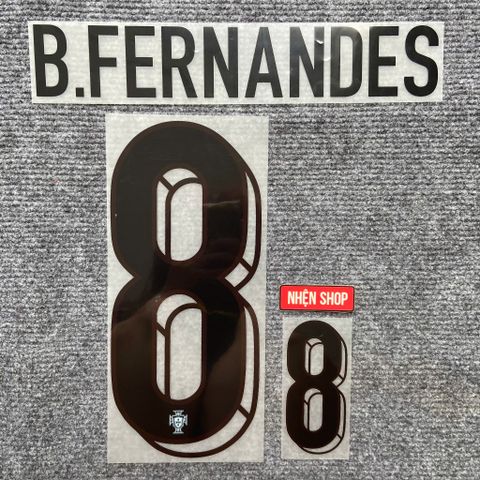 B.FERNANDES
8
NHỆN SHOP
8